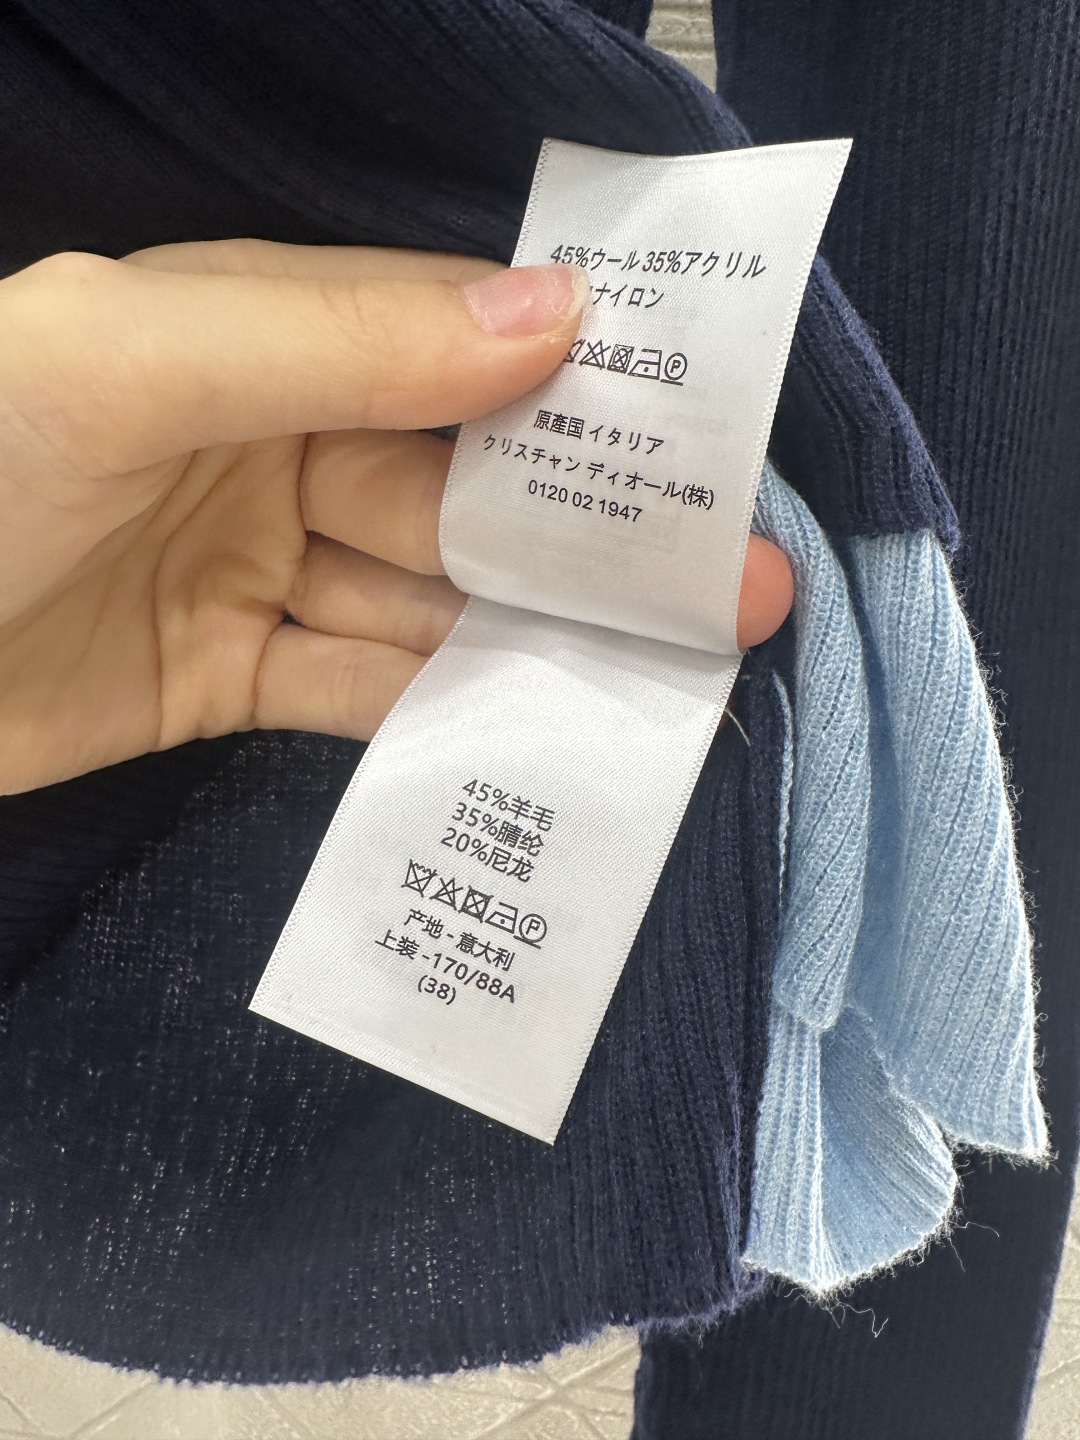 45%ウール 35%アクリル
ナイロン
P
原産国 イタリア
クリスチャン ディオール(株)
0120 02 1947
45%羊毛
35%腈纶
20%尼龙
P
产地 - 意大利
上装 -170/88A
(38)